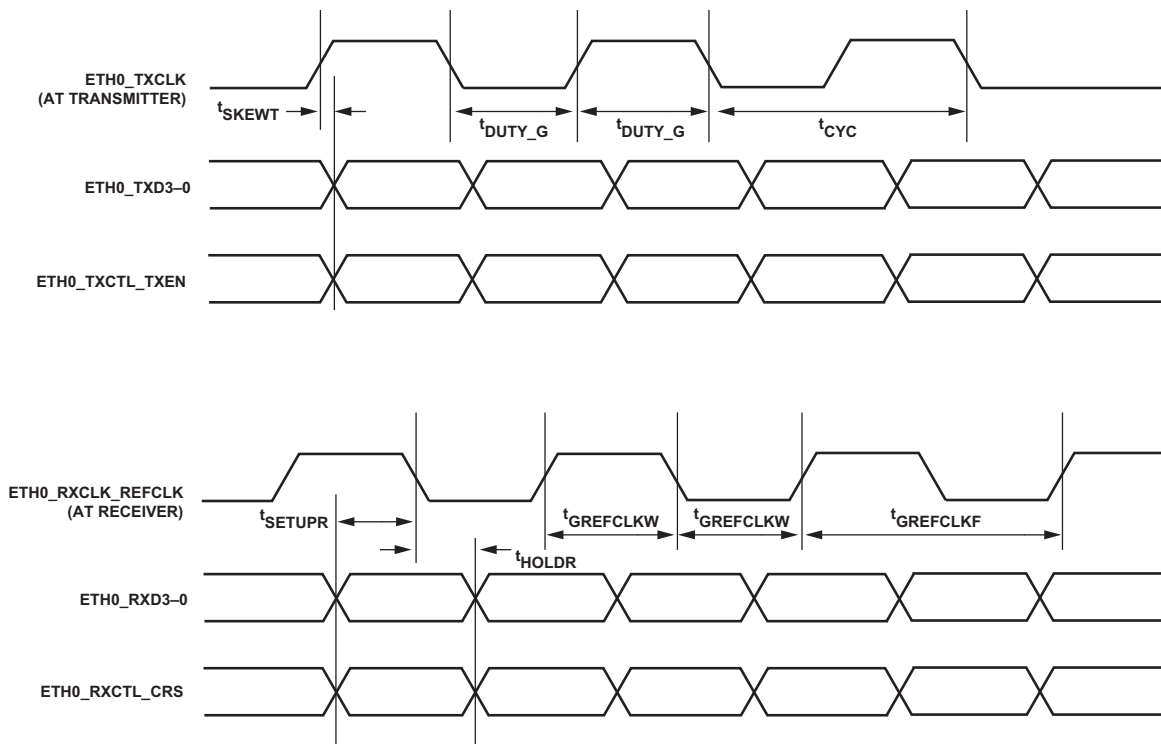 ETH0_TXCLK
(AT TRANSMITTER)
tSKEWT
tDUTY_G
tDUTY_G
tCYC
ETH0_TXD3–0
ETH0_TXCTL_TXEN
ETH0_RXCLK_REFCLK
(AT RECEIVER)
tSETUPR
tGREFCLKW
tGREFCLKW
tGREFCLKF
tHOLDR
ETH0_RXD3–0
ETH0_RXCTL_CRS